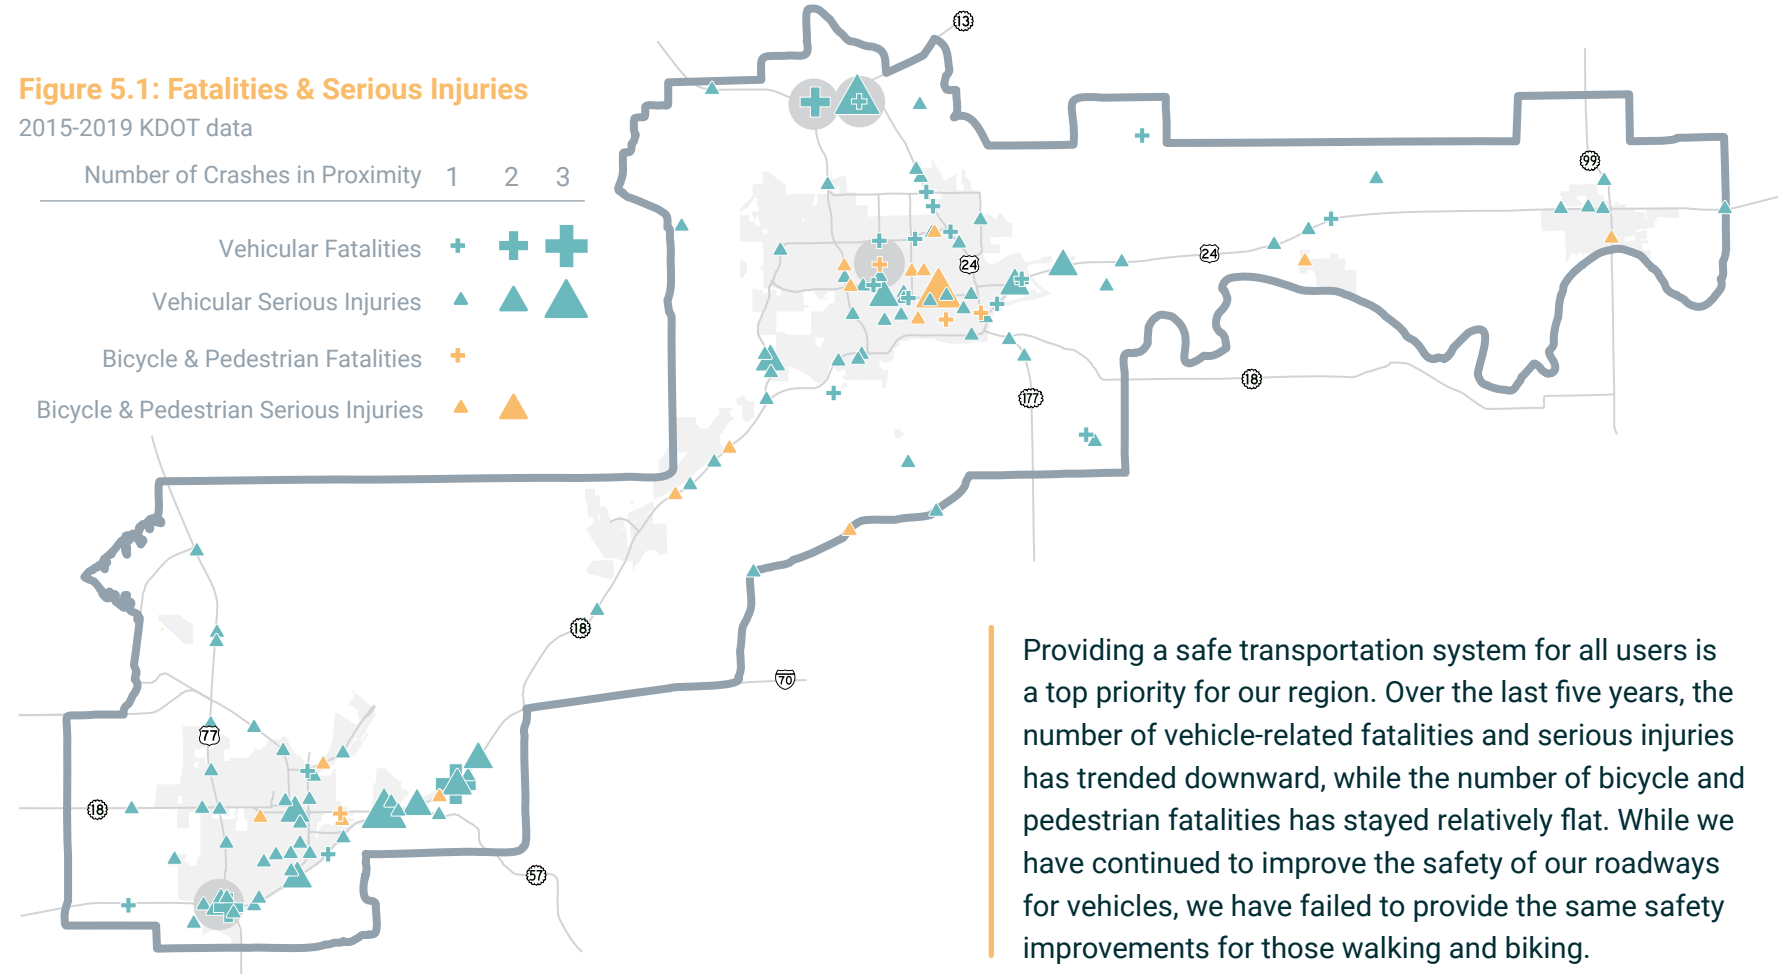 13
Figure 5.1: Fatalities & Serious Injuries
2015-2019 KDOT data
Number of Crashes in Proximity 1 2 3
99
Vehicular Fatalities
24
24
Vehicular Serious Injuries
Bicycle & Pedestrian Fatalities
18
177
Bicycle & Pedestrian Serious Injuries
18
70
Providing a safe transportation system for all users is
a top priority for our region. Over the last five years, the
number of vehicle-related fatalities and serious injuries
has trended downward, while the number of bicycle and
pedestrian fatalities has stayed relatively flat. While we
have continued to improve the safety of our roadways
for vehicles, we have failed to provide the same safety
improvements for those walking and biking.
77
18
57